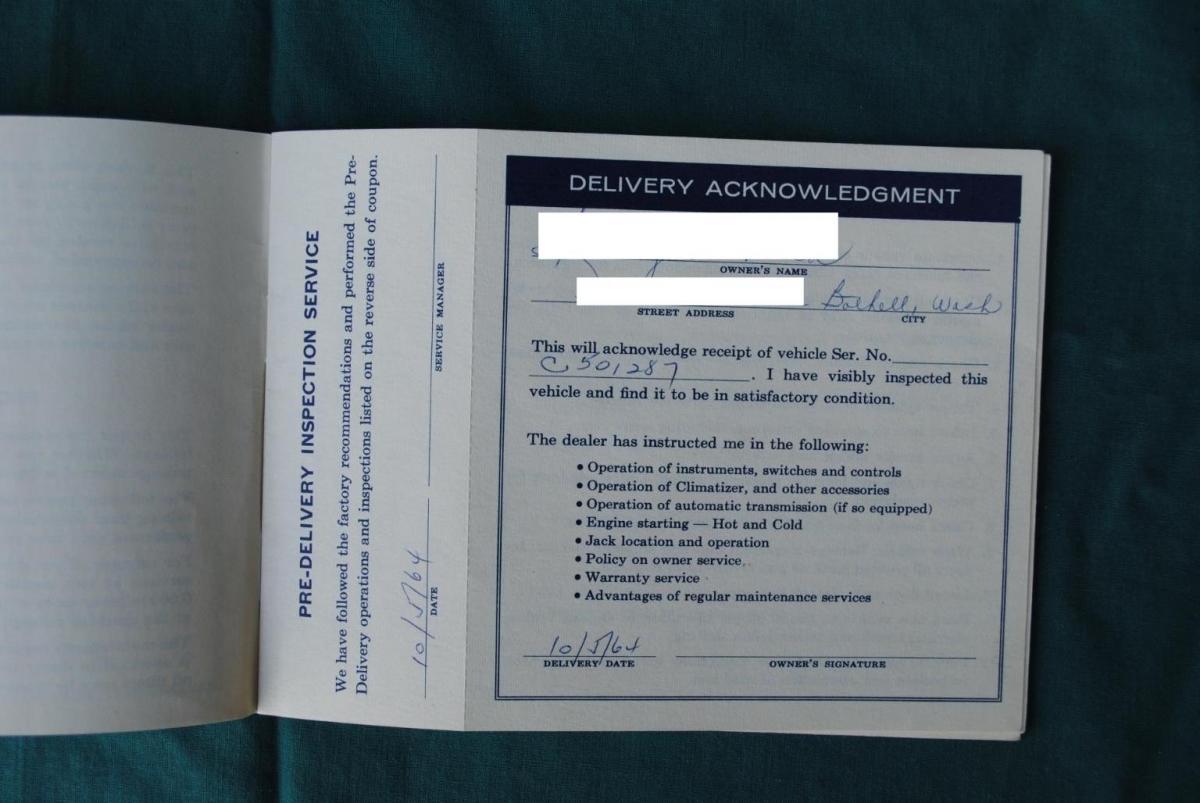 PRE-DELIVERY INSPECTION SERVICE
We have followed the factory recommendations and performed the Pre-
Delivery operations and inspections listed on the reverse side of coupon.
10/5/64
DATE
SERVICE MANAGER
DELIVERY ACKNOWLEDGMENT
OWNER'S NAME
Bothell, Wash
STREET ADDRESS CITY
This will acknowledge receipt of vehicle Ser. No.
C501287. I have visibly inspected this
vehicle and find it to be in satisfactory condition.
The dealer has instructed me in the following:
• Operation of instruments, switches and controls
• Operation of Climatizer, and other accessories
• Operation of automatic transmission (if so equipped)
• Engine starting — Hot and Cold
• Jack location and operation
• Policy on owner service.
• Warranty service
• Advantages of regular maintenance services
10/5/64
DELIVERY DATE OWNER'S SIGNATURE